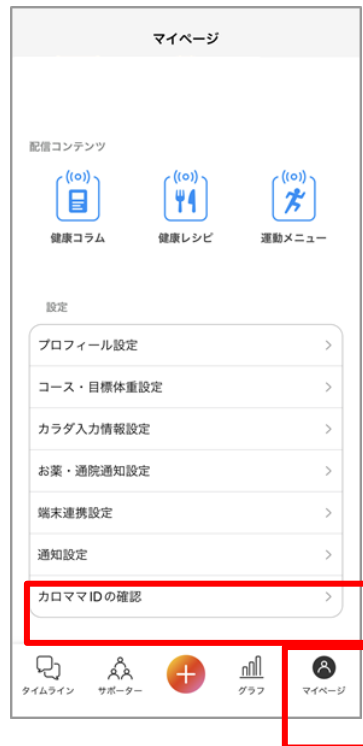 マイページ
配信コンテンツ
健康コラム
健康レシピ
運動メニュー
設定
プロフィール設定
コース・目標体重設定
カラダ入力情報設定
お薬・通院通知設定
端末連携設定
通知設定
カロママIDの確認
タイムライン
サポーター
グラフ
マイページ